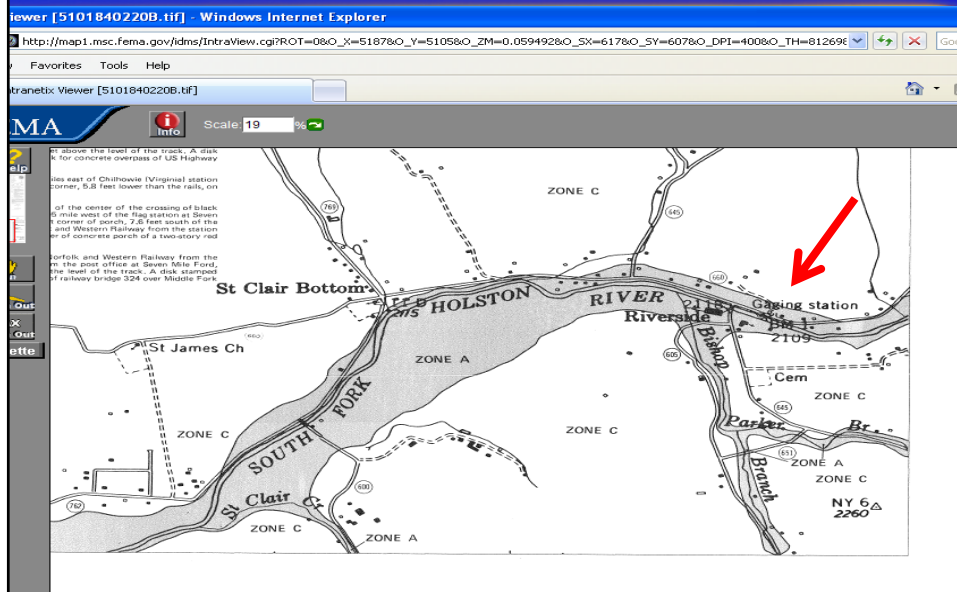 iewer [5101840220B.tif] - Windows Internet Explorer
http://map1.msc.fema.gov/idms/IntraView.cgi?ROT=0&O_X=5187&O_Y=5105&O_ZM=0.059492&O_SX=617&O_SY=607&O_DPI=400&O_TH=81269
Favorites Tools Help
tranetix Viewer [5101840220B.tif]
MA
Info
Scale: 19 %
elp
et above the level of the track. A disk
k for concrete overpass of US Highway
iles east of Chilhowie (Virginia) station
corner, 5.8 feet lower than the rails, on
of the center of the crossing of black
6 mile west of the flag station at Seven
t corner of porch, 7.6 feet south of the
and Western Railway from the station
er of concrete porch of a two-story red
orfolk and Western Railway from the
m the post office at Seven Mile Ford,
the level of the track. A disk stamped
of railway bridge 324 over Middle Fork
Out
x
Out
ette
ZONE C
769
645
660
St Clair Bottom
HOLSTON
RIVER
2118
Gaging station
Riverside
BM
2109
660
St James Ch
ZONE A
605
Bishop
Cem
645
ZONE C
FORK
ZONE C
SOUTH
ZONE C
Parker
Br
651
ZONE A
ZONE C
Branch
762
St Clair Cr
600
NY 6
2260
ZONE C
ZONE A